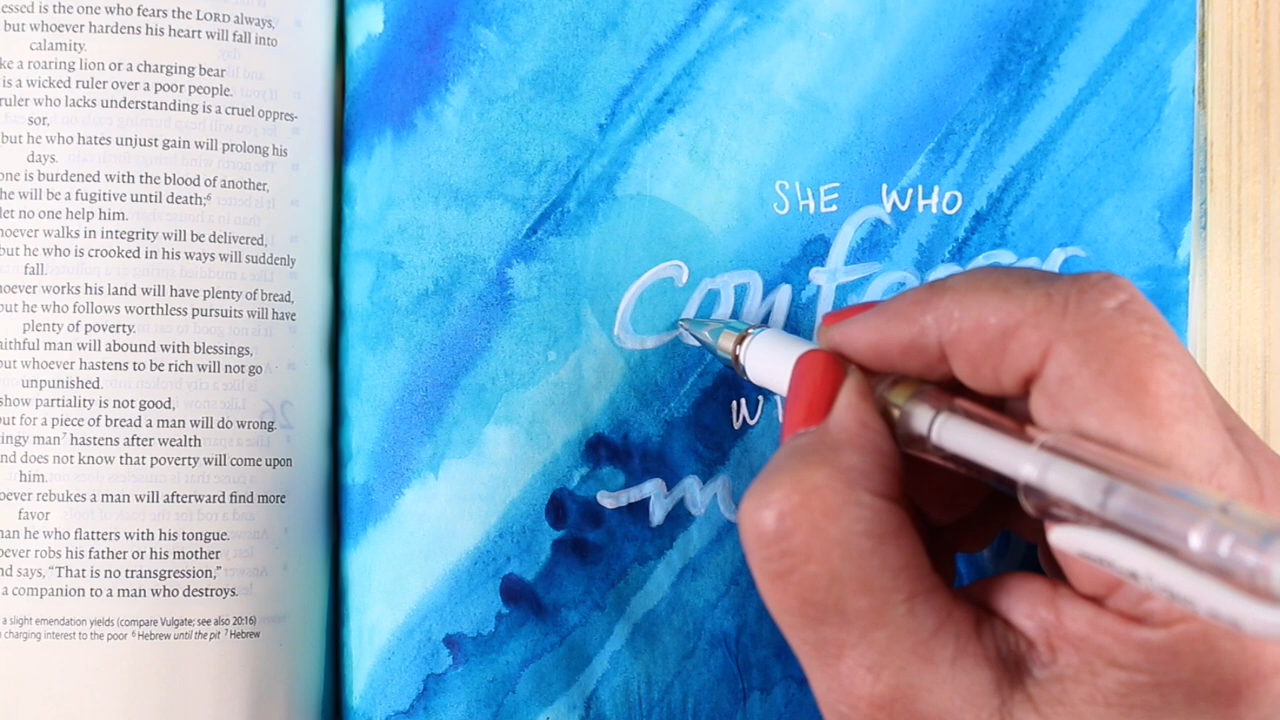 essed is the one who fears the LORD always,
but whoever hardens his heart will fall into
calamity.
ke a roaring lion or a charging bear
is a wicked ruler over a poor people.
ruler who lacks understanding is a cruel oppres-
sor,
but he who hates unjust gain will prolong his
days.
one is burdened with the blood of another,
he will be a fugitive until death;6
let no one help him.
hoever walks in integrity will be delivered,
but he who is crooked in his ways will suddenly
fall.
hoever works his land will have plenty of bread,
but he who follows worthless pursuits will have
plenty of poverty.
aithful man will abound with blessings,
but whoever hastens to be rich will not go
unpunished.
show partiality is not good,
but for a piece of bread a man will do wrong.
tingy man7 hastens after wealth
nd does not know that poverty will come upon
him.
oever rebukes a man will afterward find more
favor
han he who flatters with his tongue.
oever robs his father or his mother
nd says, “That is no transgression,”
a companion to a man who destroys.
a slight emendation yields (compare Vulgate; see also 20:16)
charging interest to the poor 6 Hebrew until the pit 7 Hebrew
SHE WHO